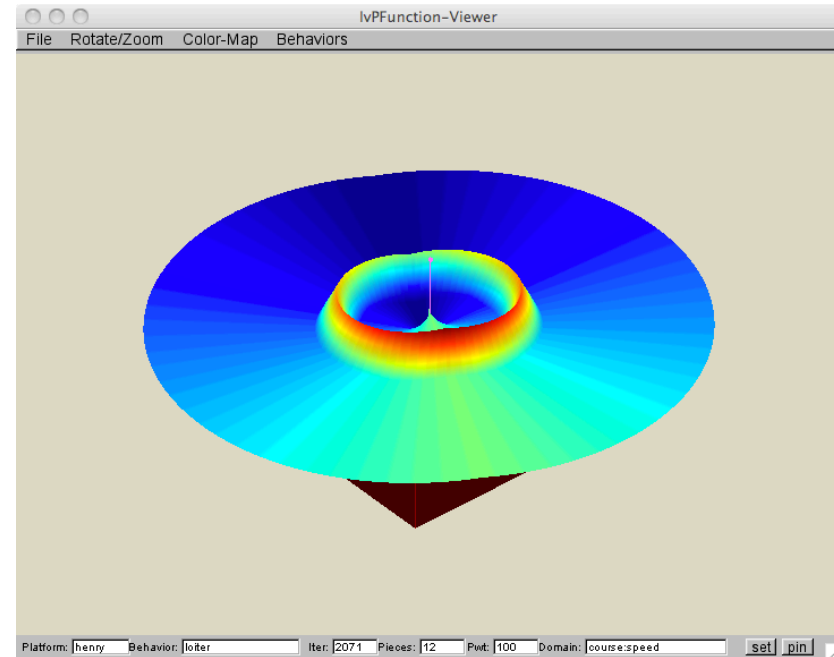 IvPFunction-Viewer
File Rotate/Zoom Color-Map Behaviors
Platform: henry Behavior: loiter Iter: 2071 Pieces: 12 Pwt: 100 Domain: course:speed set pin